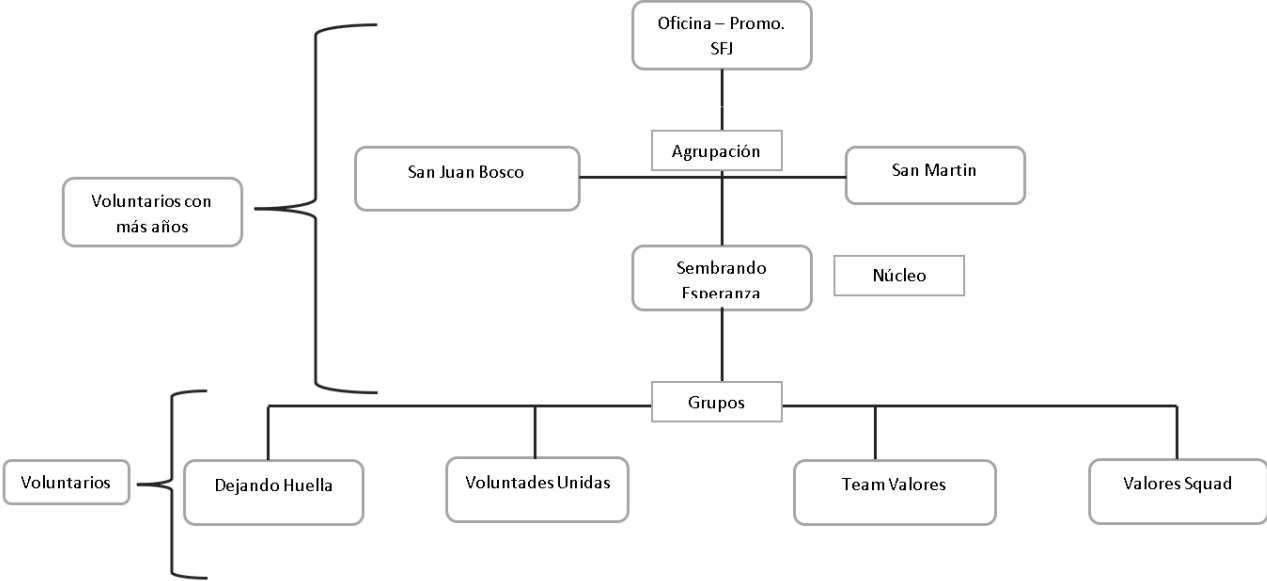 Oficina – Promo.
SFJ
Agrupación
San Juan Bosco
San Martin
Voluntarios con
más años
Sembrando
Esperanza
Núcleo
Grupos
Voluntarios
Dejando Huella
Voluntades Unidas
Team Valores
Valores Squad